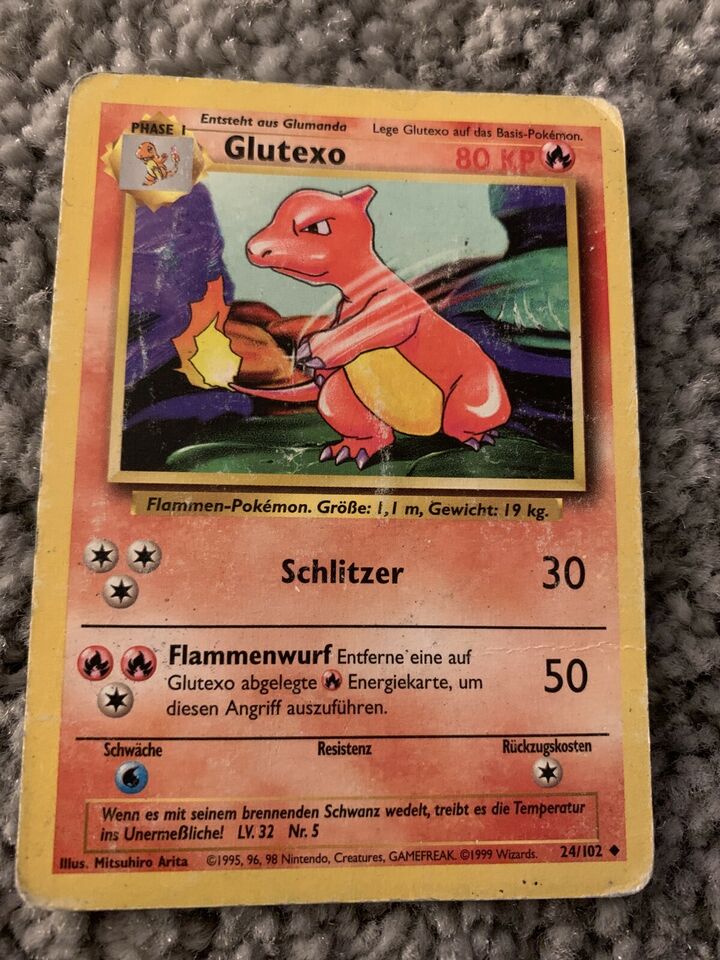 PHASE 1
Entsteht aus Glumanda
Lege Glutexo auf das Basis-Pokémon.
Glutexo
80 KP
Flammen-Pokémon. Größe: 1,1 m, Gewicht: 19 kg.
Schlitzer 30
Flammenwurf Entferne eine auf
Glutexo abgelegte Energiekarte, um
diesen Angriff auszuführen.
50
Schwäche
Resistenz
Rückzugskosten
Wenn es mit seinem brennenden Schwanz wedelt, treibt es die Temperatur
ins Unermeßliche! LV. 32 Nr. 5
Illus. Mitsuhiro Arita ©1995, 96, 98 Nintendo, Creatures, GAMEFREAK. ©1999 Wizards. 24/102